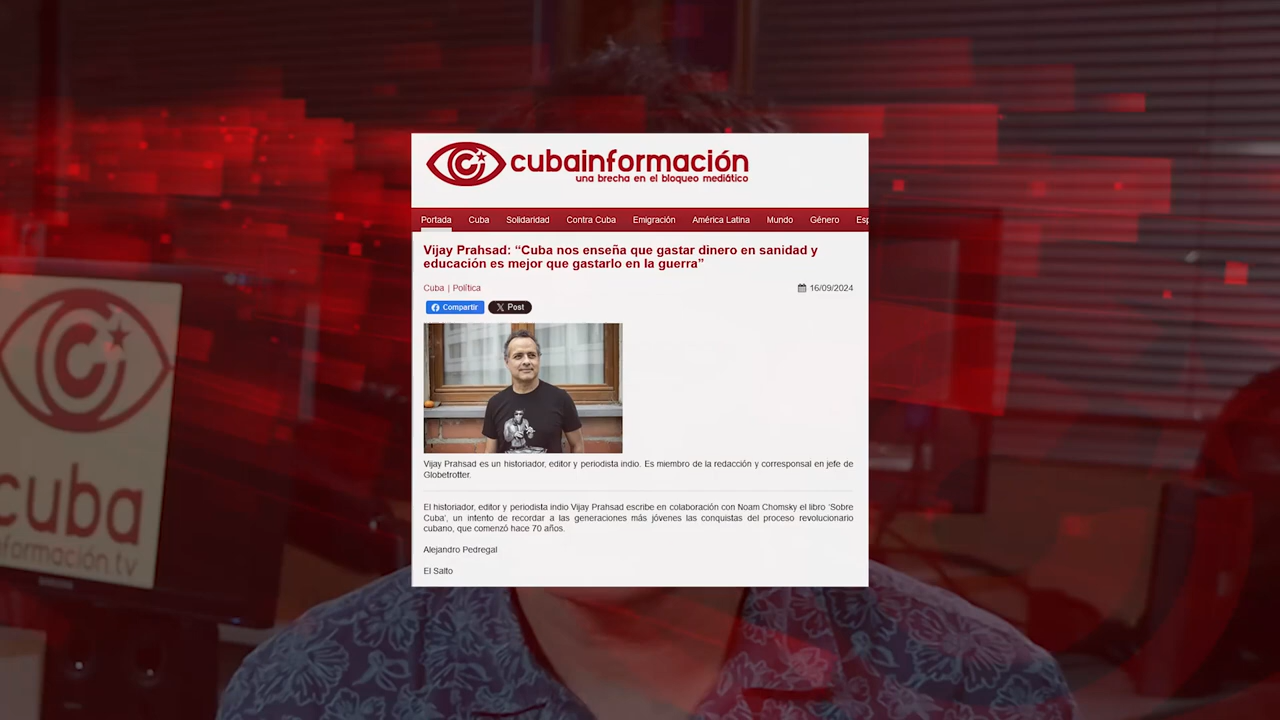 cubainformación
una brecha en el bloqueo mediático
Portada Cuba Solidaridad Contra Cuba Emigración América Latina Mundo Género Esp
Vijay Prahsad: “Cuba nos enseña que gastar dinero en sanidad y
educación es mejor que gastarlo en la guerra”
Cuba | Política 16/09/2024
Compartir Post
Vijay Prahsad es un historiador, editor y periodista indio. Es miembro de la redacción y corresponsal en jefe de
Globetrotter.
El historiador, editor y periodista indio Vijay Prahsad escribe en colaboración con Noam Chomsky el libro ‘Sobre
Cuba’, un intento de recordar a las generaciones más jóvenes las conquistas del proceso revolucionario
cubano, que comenzó hace 70 años.
Alejandro Pedregal
El Salto
cuba
información.tv